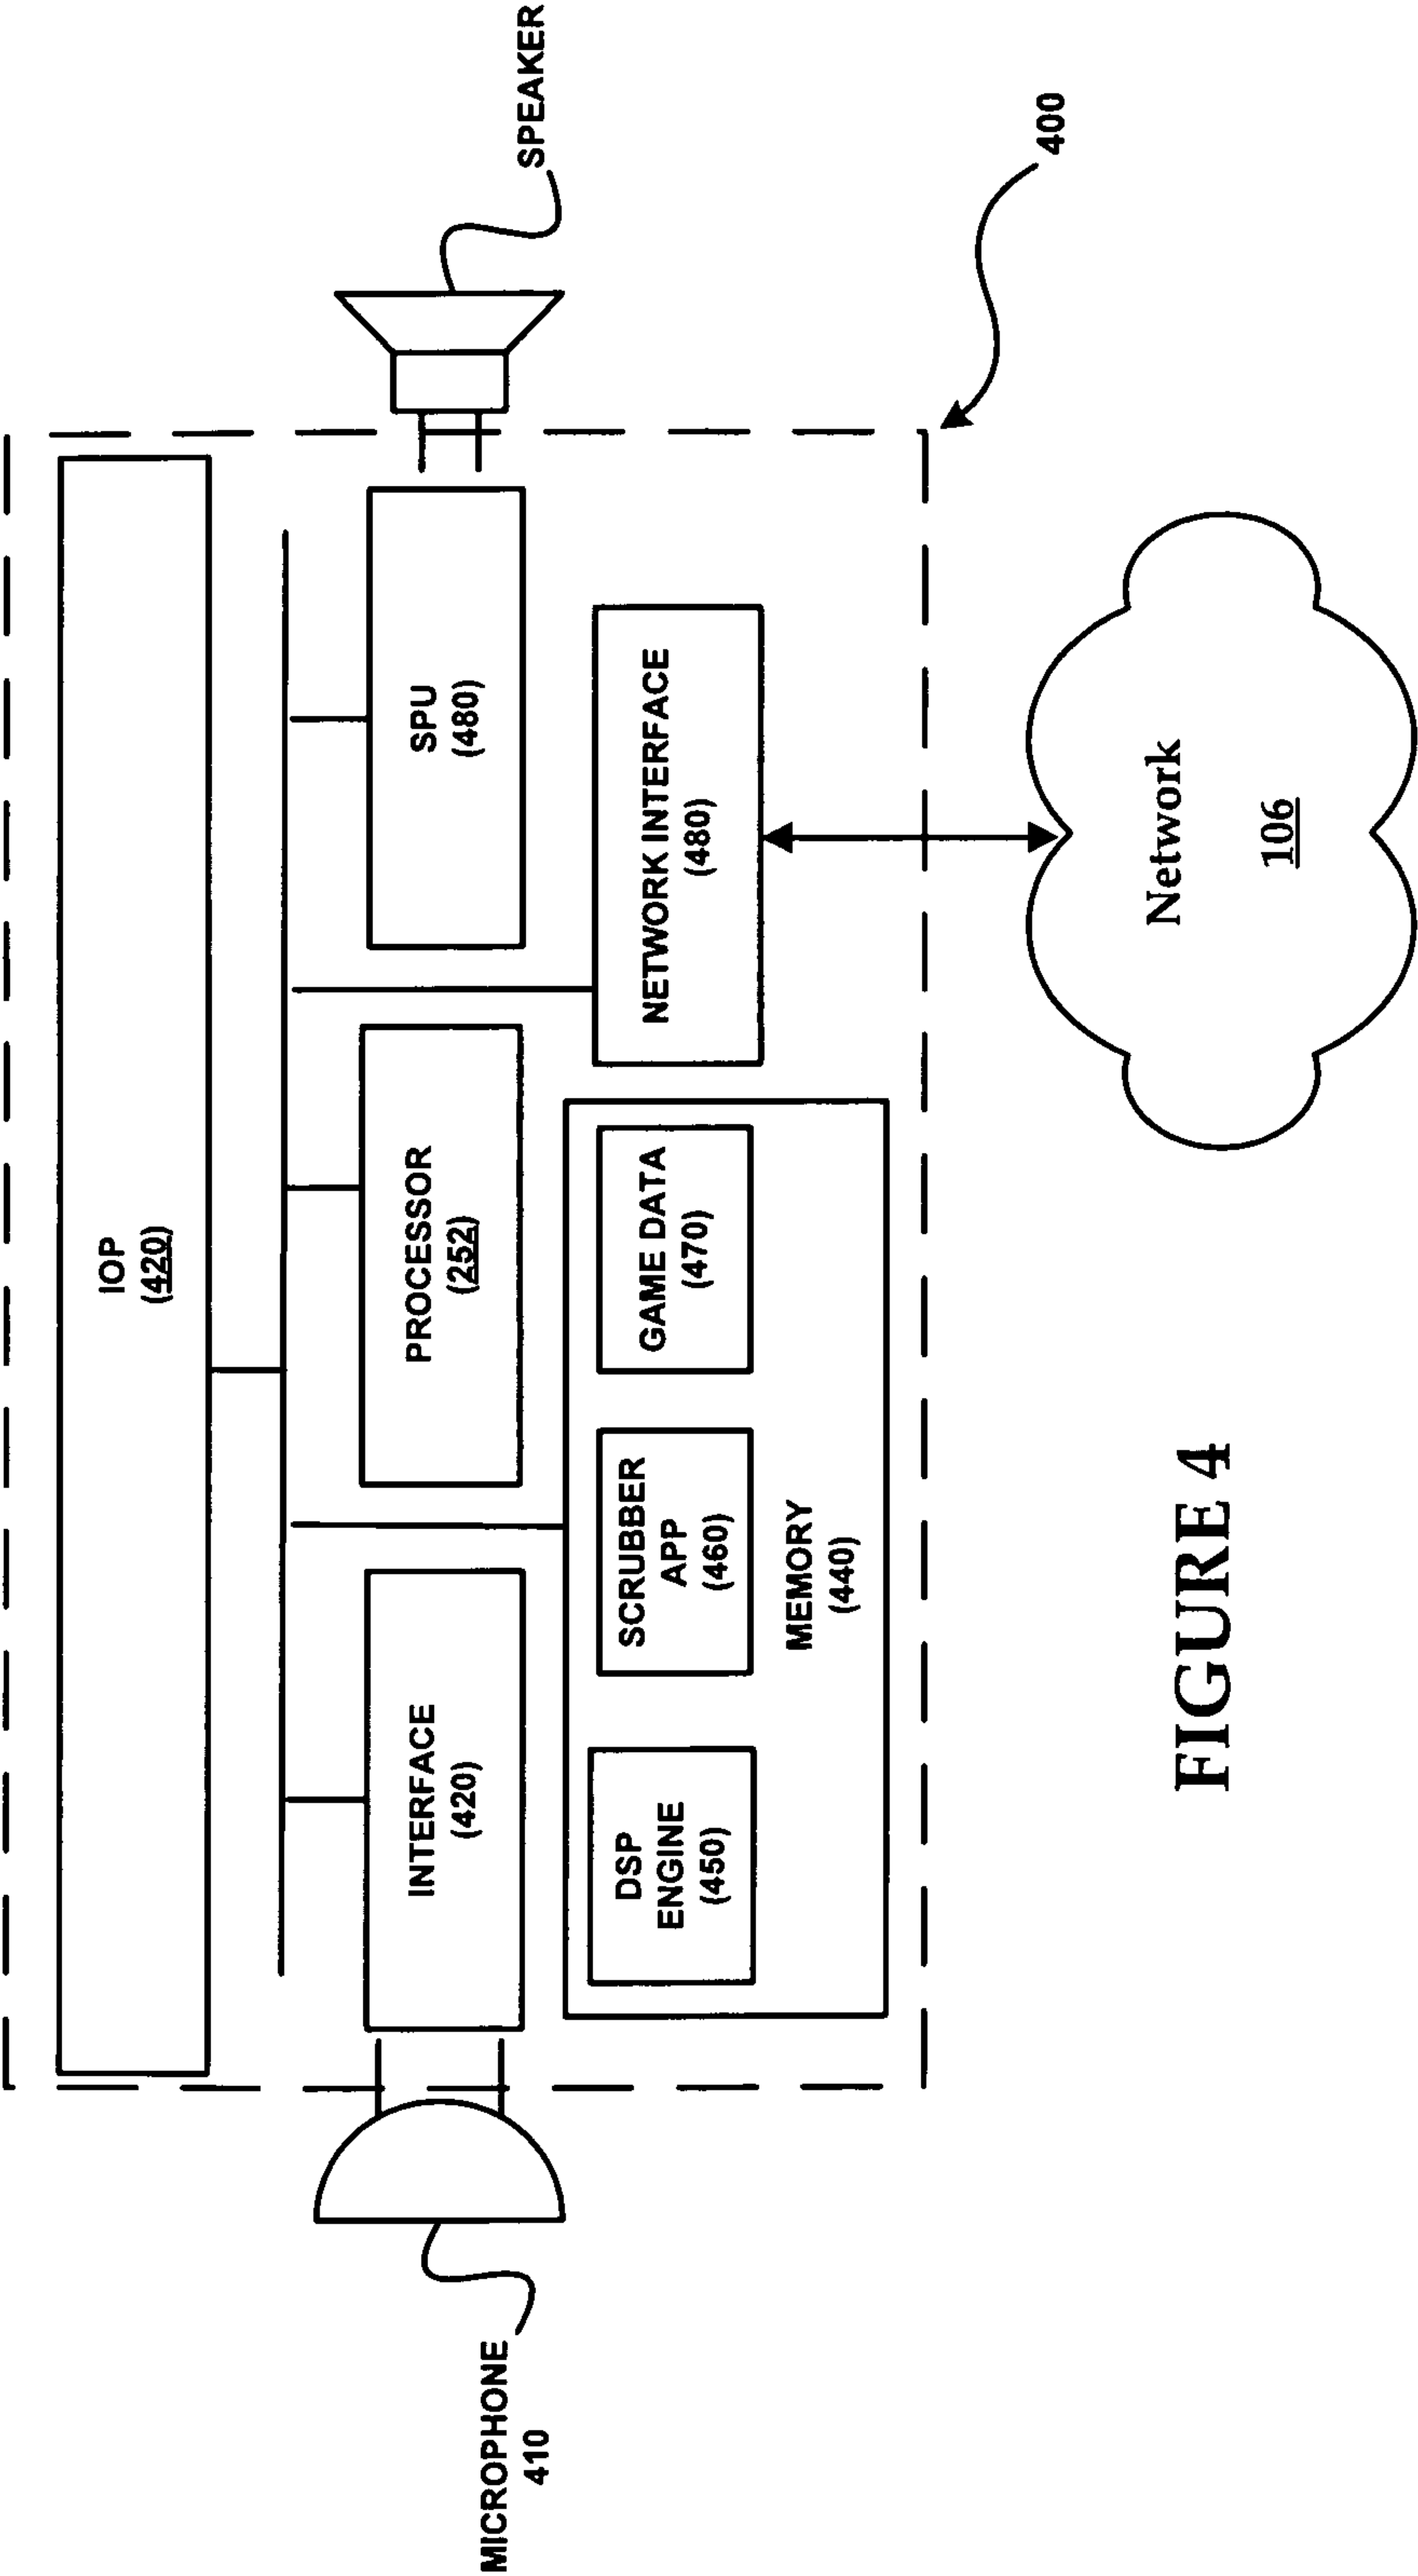 IOP
(420)
MICROPHONE
410
INTERFACE
(420)
PROCESSOR
(252)
SPU
(480)
SPEAKER
DSP
ENGINE
(450)
SCRUBBER
APP
(460)
GAME DATA
(470)
MEMORY
(440)
NETWORK INTERFACE
(480)
400
Network
106
FIGURE 4